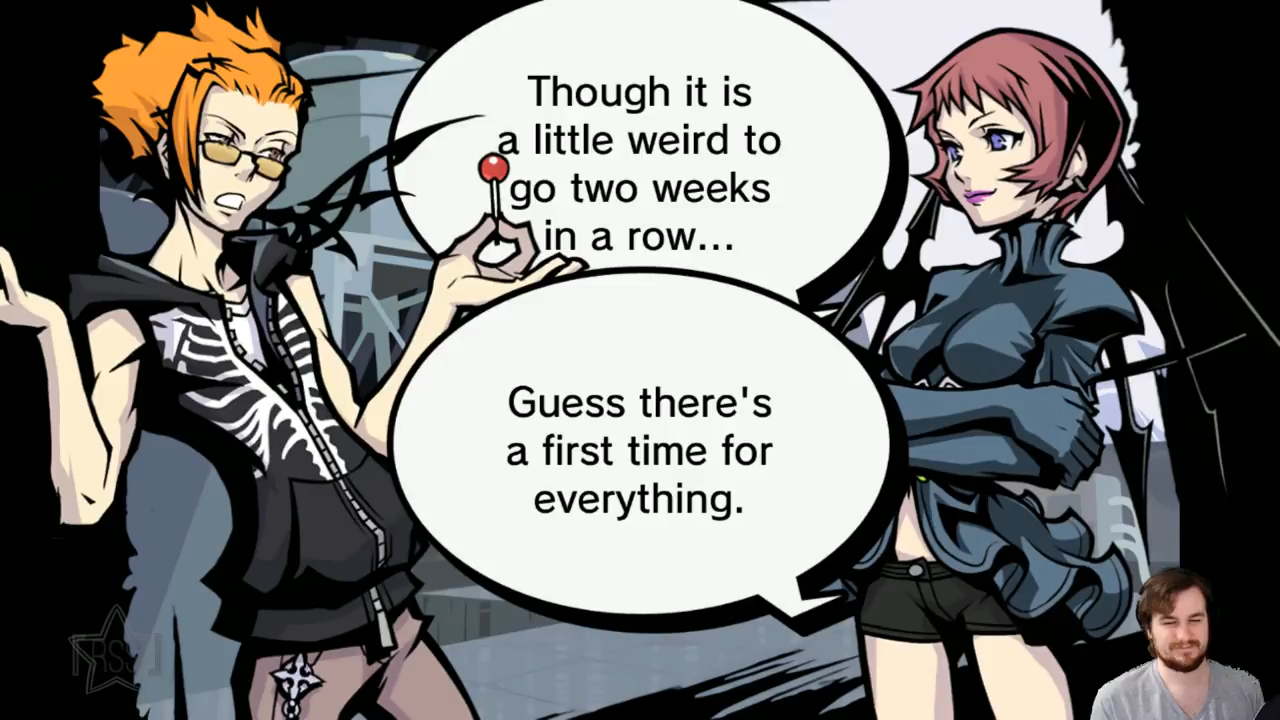 Though it is
a little weird to
go two weeks
in a row...
Guess there's
a first time for
everything.